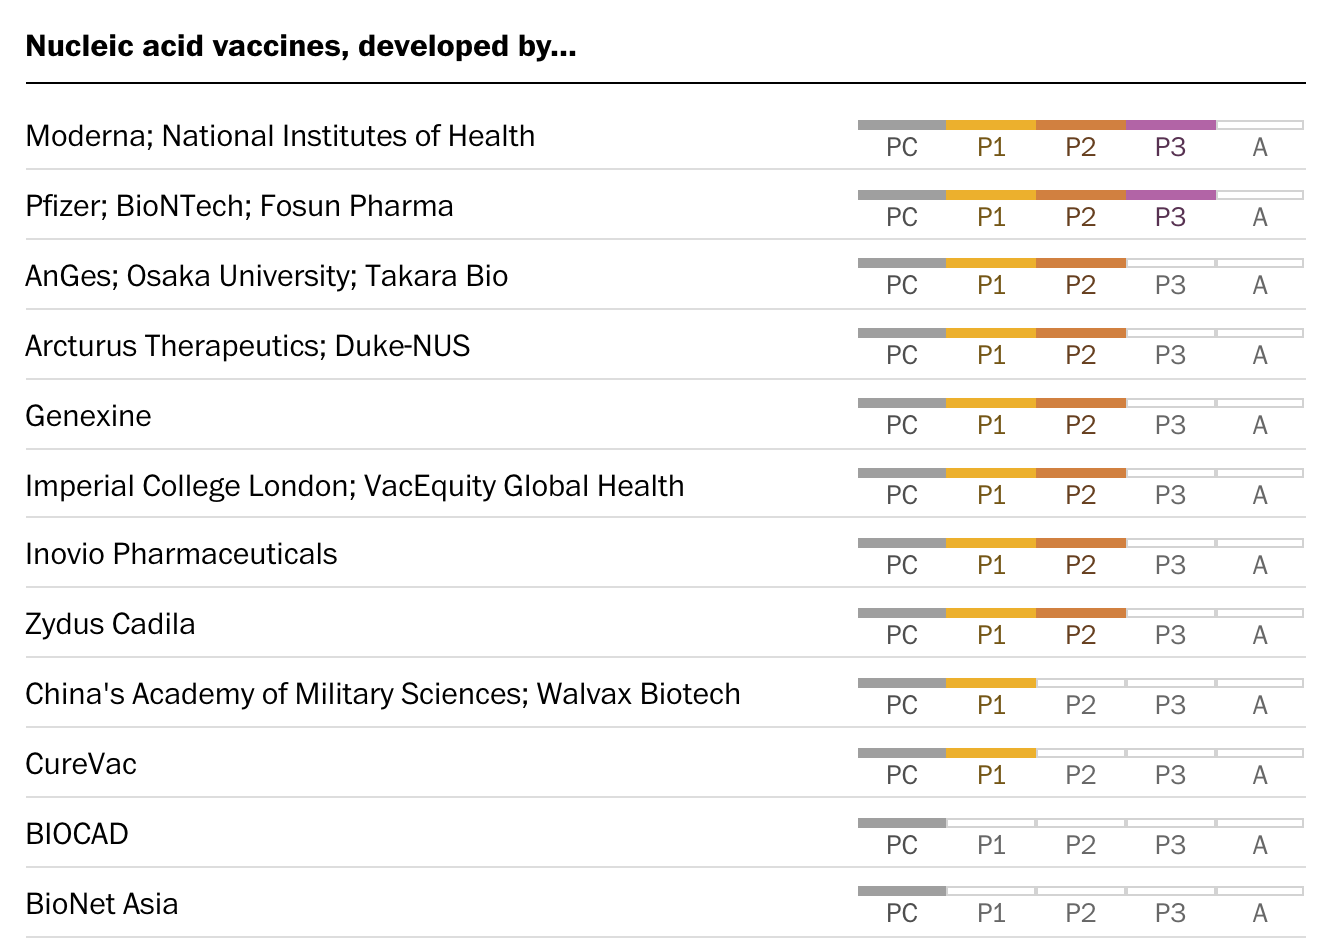 Nucleic acid vaccines, developed by...
Moderna; National Institutes of Health
PC P1 P2 P3 A
Pfizer; BioNTech; Fosun Pharma
PC P1 P2 P3 A
AnGes; Osaka University; Takara Bio
PC P1 P2 P3 A
Arcturus Therapeutics; Duke-NUS
PC P1 P2 P3 A
Genexine
PC P1 P2 P3 A
Imperial College London; VacEquity Global Health
PC P1 P2 P3 A
Inovio Pharmaceuticals
PC P1 P2 P3 A
Zydus Cadila
PC P1 P2 P3 A
China's Academy of Military Sciences; Walvax Biotech
PC P1 P2 P3 A
CureVac
PC P1 P2 P3 A
BIOCAD
PC P1 P2 P3 A
BioNet Asia
PC P1 P2 P3 A